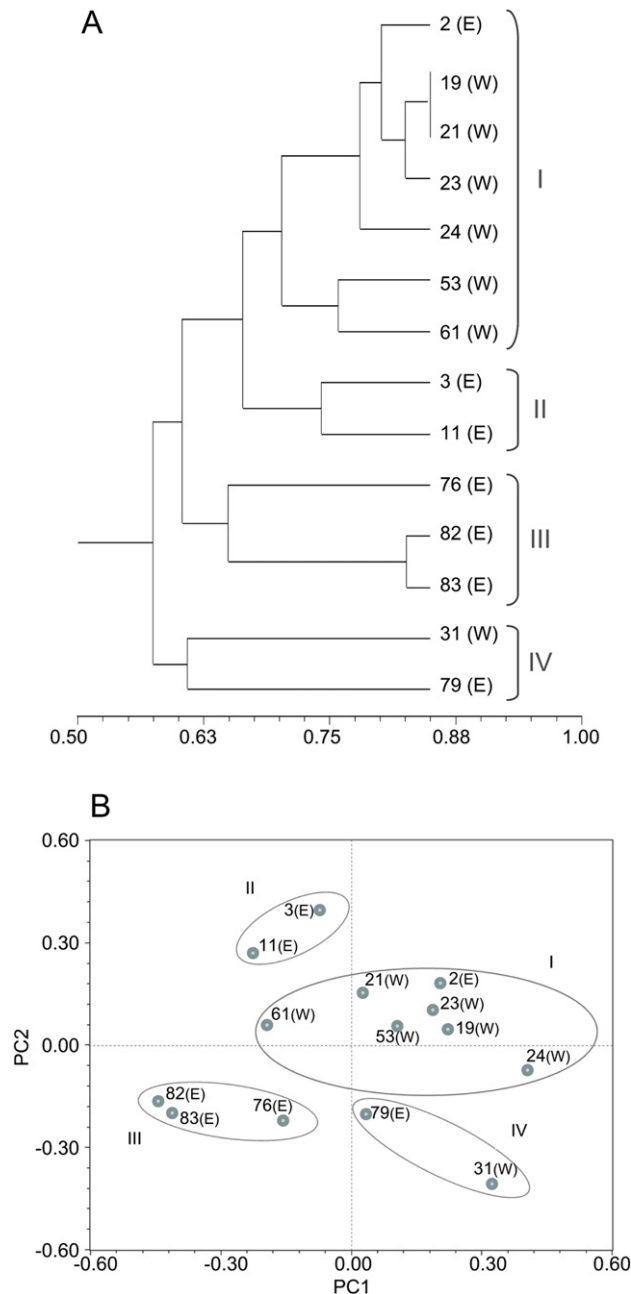 A
2 (E)
19 (W)
21 (W)
23 (W)
I
24 (W)
53 (W)
61 (W)
3 (E)
II
11 (E)
76 (E)
82 (E)
III
83 (E)
31 (W)
IV
79 (E)
0.50 0.63 0.75 0.88 1.00
B
0.60
II
3(E)
0.30
11(E)
I
21(W) 2(E)
23(W)
61(W)
53(W) 19(W)
0.00
24(W)
PC2
82(E)
83(E) 76(E) 79(E)
III
IV
-0.30
31(W)
-0.60
-0.60 -0.30 0.00 0.30 0.60
PC1